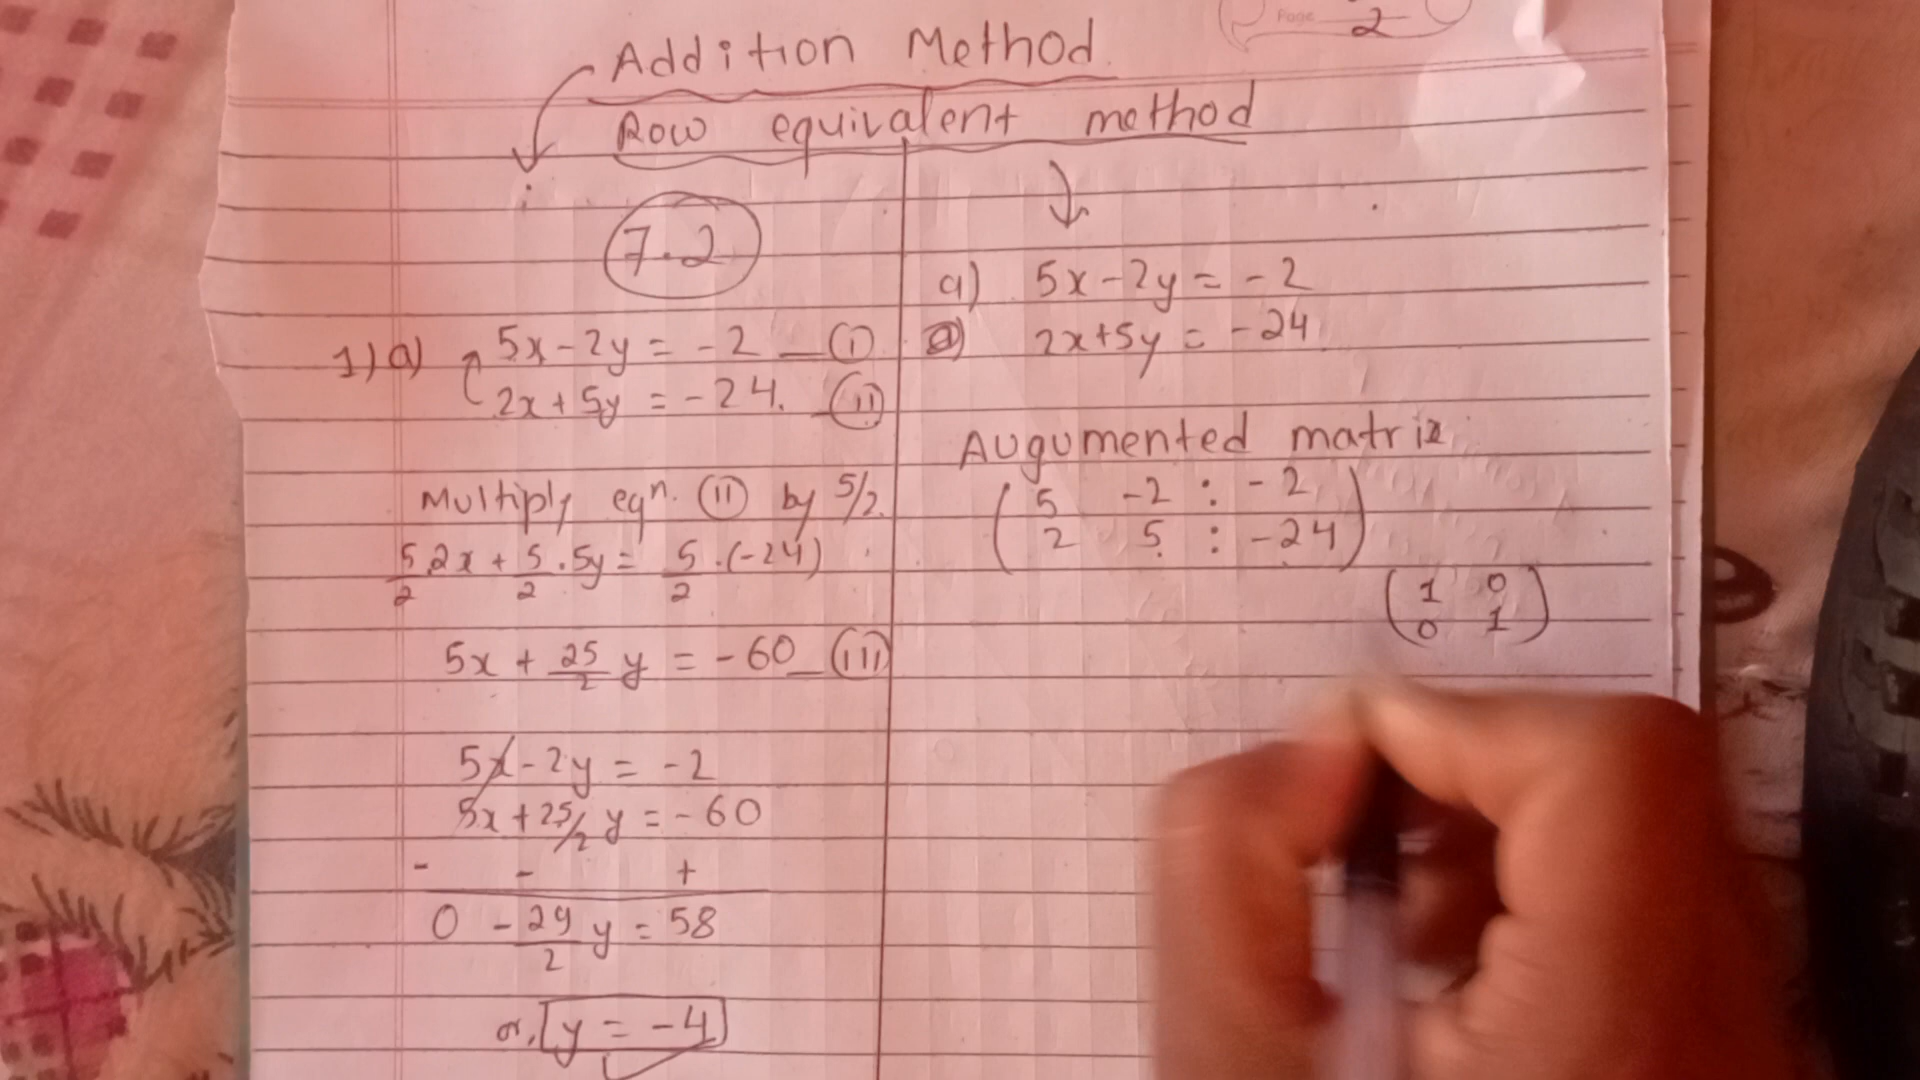 Page 2
Addition Method.
Row equivalent method
7.2
1) a) 5x - 2y = -2 — (i)
2x + 5y = -24. — (ii)
Multiply eqn. (ii) by 5/2.
5/2 . 2x + 5/2 . 5y = 5/2 . (-24)
5x + 25/2 y = -60 — (iii)
5x - 2y = -2
5x + 25/2 y = -60
- - +
0 - 29/2 y = 58
or, y = -4
a) 5x - 2y = -2
2x + 5y = -24
Augumented matrix
( 5 -2 : -2
2 5 : -24 )
( 1 0
0 1 )